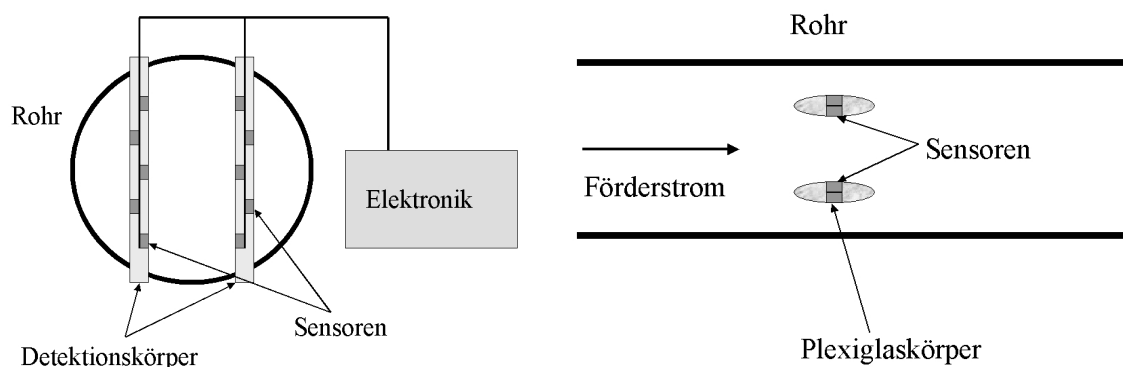 Rohr
Elektronik
Sensoren
Detektionskörper
Rohr
Sensoren
Förderstrom
Plexiglaskörper